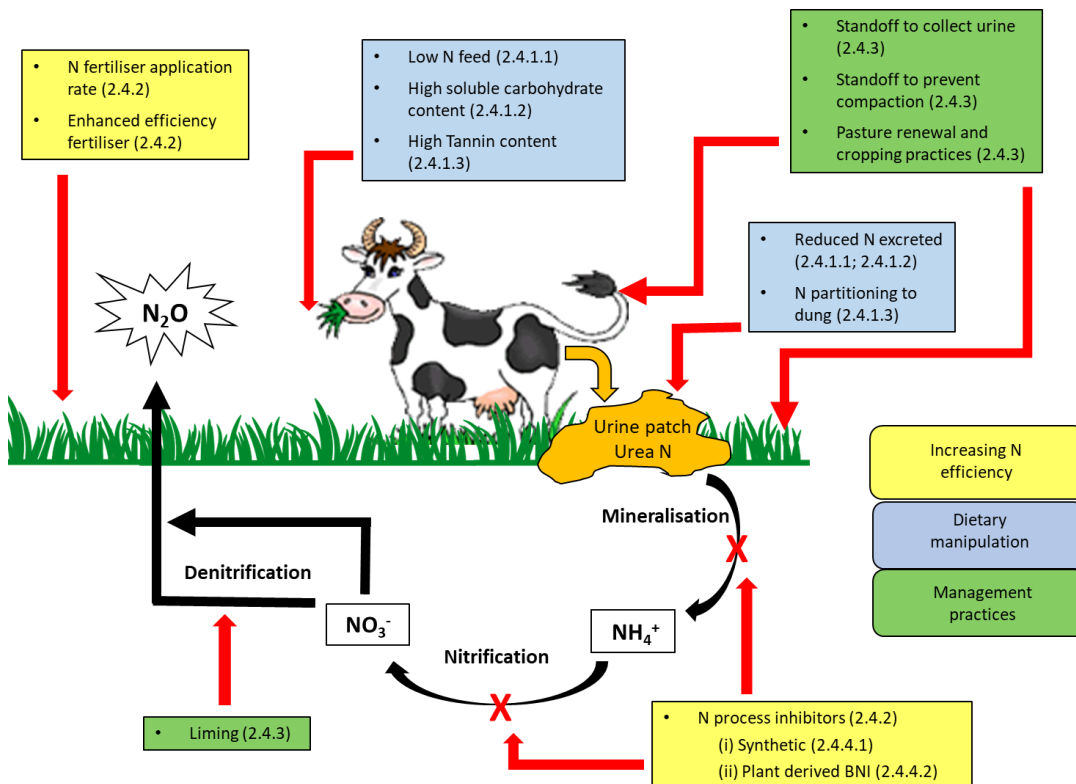 • N fertiliser application
rate (2.4.2)
• Enhanced efficiency
fertiliser (2.4.2)
• Low N feed (2.4.1.1)
• High soluble carbohydrate
content (2.4.1.2)
• High Tannin content
(2.4.1.3)
• Standoff to collect urine
(2.4.3)
• Standoff to prevent
compaction (2.4.3)
• Pasture renewal and
cropping practices (2.4.3)
• Reduced N excreted
(2.4.1.1; 2.4.1.2)
• N partitioning to
dung (2.4.1.3)
N₂O
Urine patch
Urea N
Increasing N
efficiency
Dietary
manipulation
Management
practices
Mineralisation
X
Denitrification
NO₃⁻
NH₄⁺
Nitrification
X
• Liming (2.4.3)
• N process inhibitors (2.4.2)
(i) Synthetic (2.4.4.1)
(ii) Plant derived BNI (2.4.4.2)